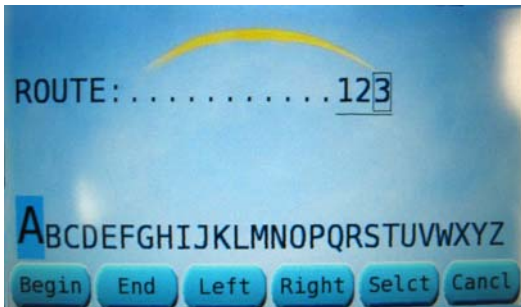 ROUTE:...........123
ABCDEFGHIJKLMNOPQRSTUVWXYZ
Begin End Left Right Selct Cancl